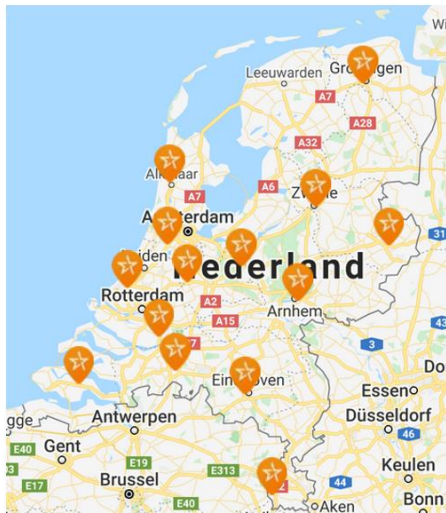 Leeuwarden
Groningen
A7
A28
A32
Alkmaar
A7
A6
Zwolle
Amsterdam
Leiden
Nederland
31
Rotterdam
A2
Arnhem
A15
43
3
Eindhoven
Essen
Antwerpen
Düsseldorf
46
E40
Gent
E19
E313
44
Keulen
E17
Brussel
E40
Aken
Bonn